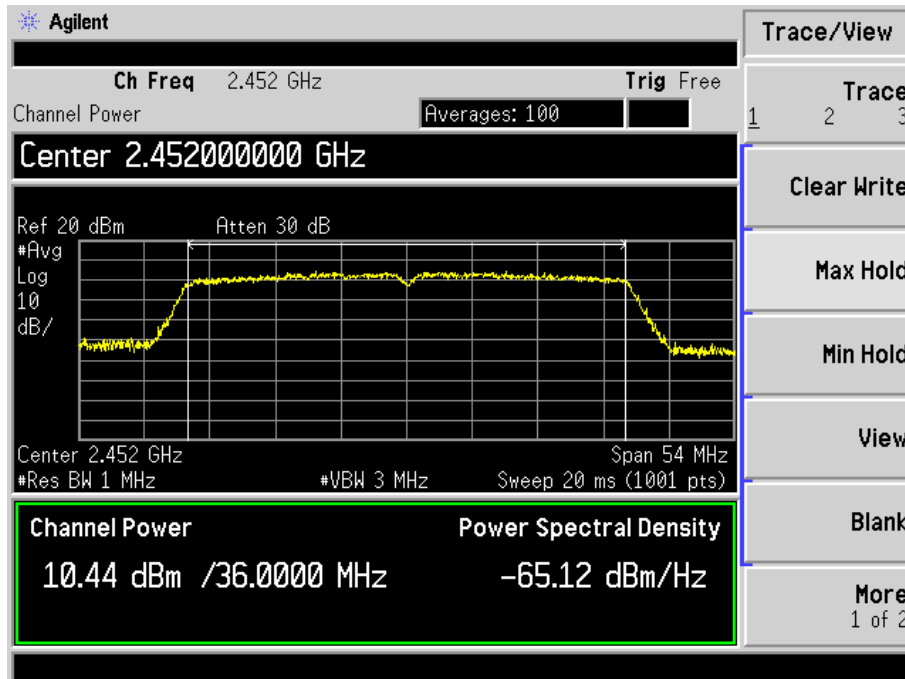 Agilent
Ch Freq 2.452 GHz Trig Free
Channel Power Averages: 100
Center 2.452000000 GHz
Ref 20 dBm Atten 30 dB
#Avg
Log
10
dB/
Center 2.452 GHz Span 54 MHz
#Res BW 1 MHz #VBW 3 MHz Sweep 20 ms (1001 pts)
Channel Power Power Spectral Density
10.44 dBm /36.0000 MHz -65.12 dBm/Hz
Trace/View
Trace
1 2 3
Clear Write
Max Hold
Min Hold
View
Blank
More
1 of 2